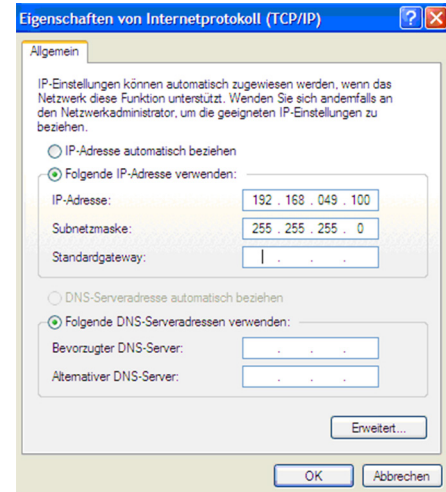 Eigenschaften von Internetprotokoll (TCP/IP)
Allgemein
IP-Einstellungen können automatisch zugewiesen werden, wenn das
Netzwerk diese Funktion unterstützt. Wenden Sie sich andernfalls an
den Netzwerkadministrator, um die geeigneten IP-Einstellungen zu
beziehen.
IP-Adresse automatisch beziehen
Folgende IP-Adresse verwenden:
IP-Adresse: 192 . 168 . 049 . 100
Subnetzmaske: 255 . 255 . 255 . 0
Standardgateway: . . .
DNS-Serveradresse automatisch beziehen
Folgende DNS-Serveradressen verwenden:
Bevorzugter DNS-Server: . . .
Alternativer DNS-Server: . . .
Erweitert...
OK Abbrechen